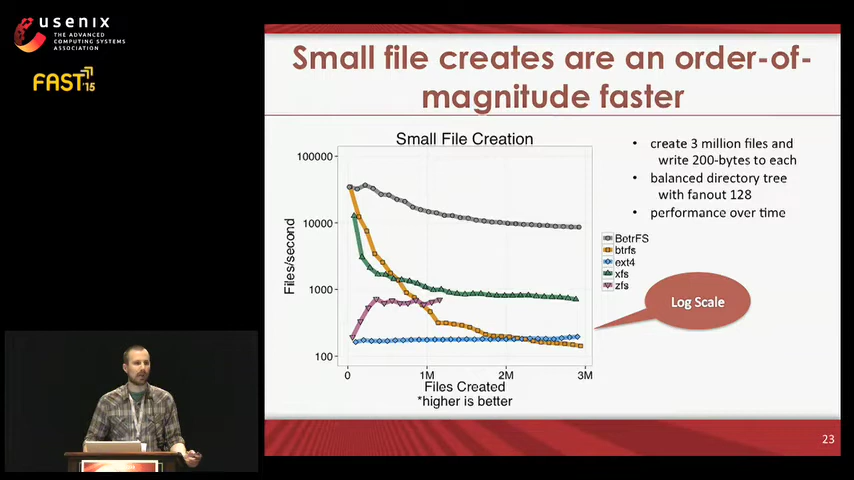 usenix
THE ADVANCED
COMPUTING SYSTEMS
ASSOCIATION
FAST '15
Small file creates are an order-of-
magnitude faster
Small File Creation
100000
10000
1000
100
Files/second
0
1M
2M
3M
Files Created
*higher is better
• create 3 million files and
write 200-bytes to each
• balanced directory tree
with fanout 128
• performance over time
BetrFS
btrfs
ext4
xfs
zfs
Log Scale
23